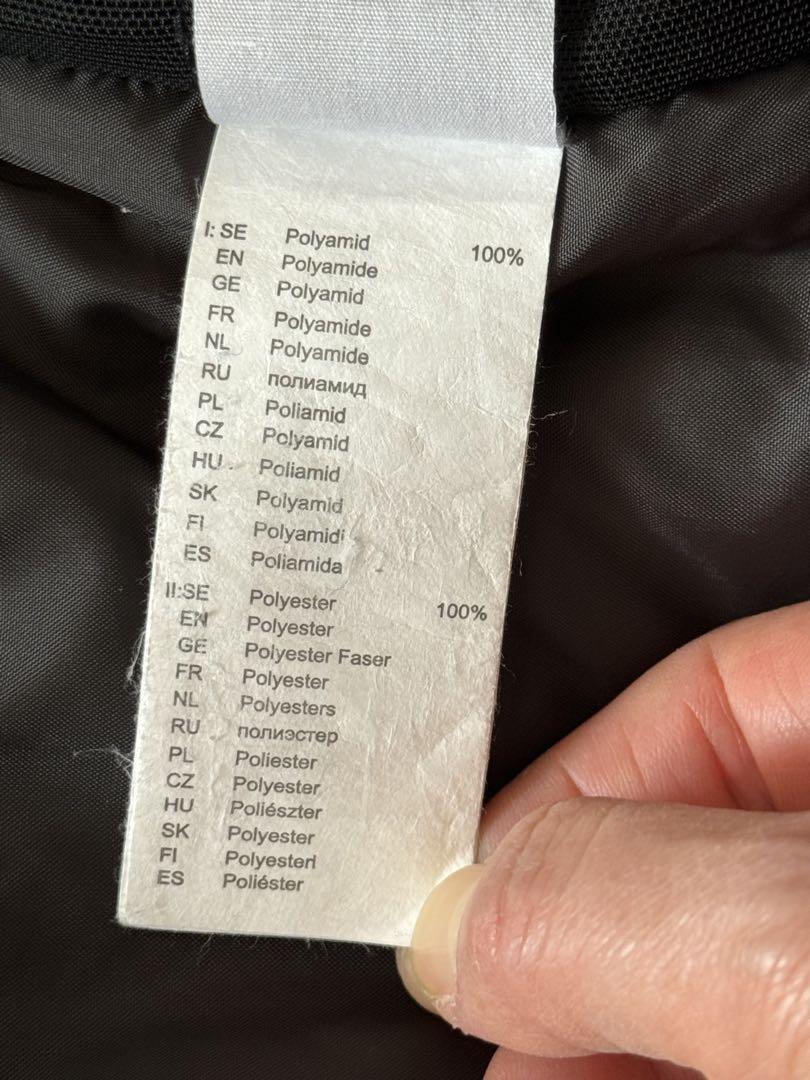 I: SE Polyamid 100%
EN Polyamide
GE Polyamid
FR Polyamide
NL Polyamide
RU полиамид
PL Poliamid
CZ Polyamid
HU Poliamid
SK Polyamid
FI Polyamidi
ES Poliamida
II:SE Polyester 100%
EN Polyester
GE Polyester Faser
FR Polyester
NL Polyesters
RU полиэстер
PL Poliester
CZ Polyester
HU Poliészter
SK Polyester
FI Polyesteri
ES Poliéster